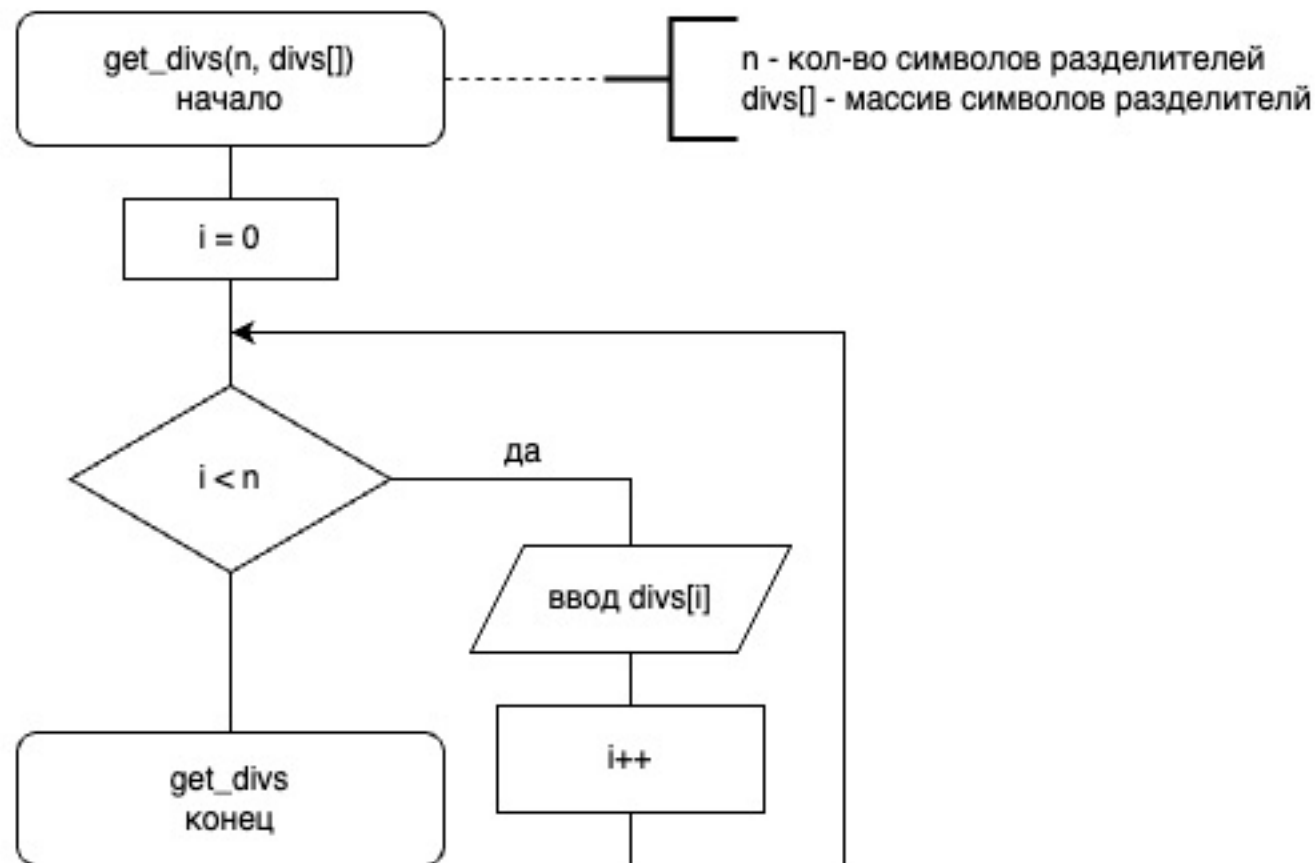 get_divs(n, divs[])
начало
n - кол-во символов разделителей
divs[] - массив символов разделителй
i = 0
i < n
да
ввод divs[i]
i++
get_divs
конец